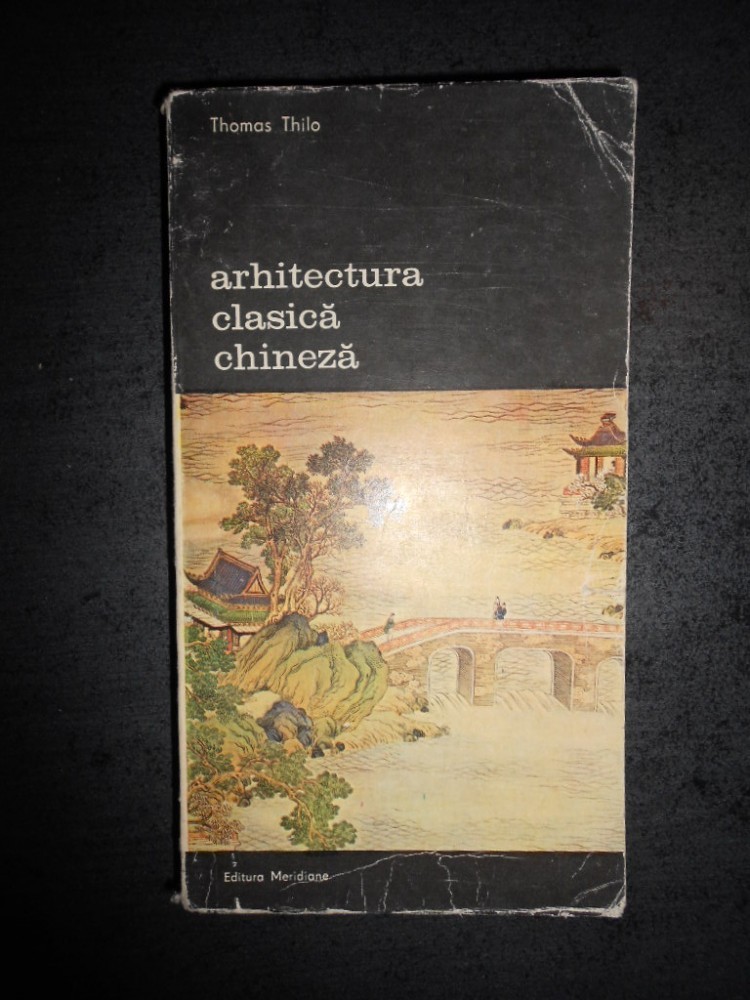 Thomas Thilo
arhitectura
clasică
chineză
Editura Meridiane